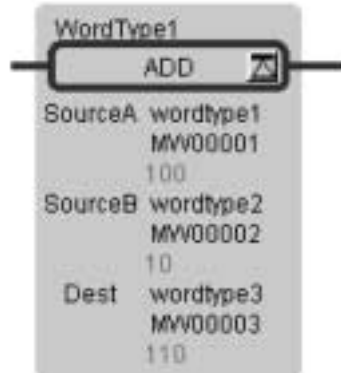 WordType1
ADD
SourceA wordtype1
MW00001
100
SourceB wordtype2
MW00002
10
Dest wordtype3
MW00003
110